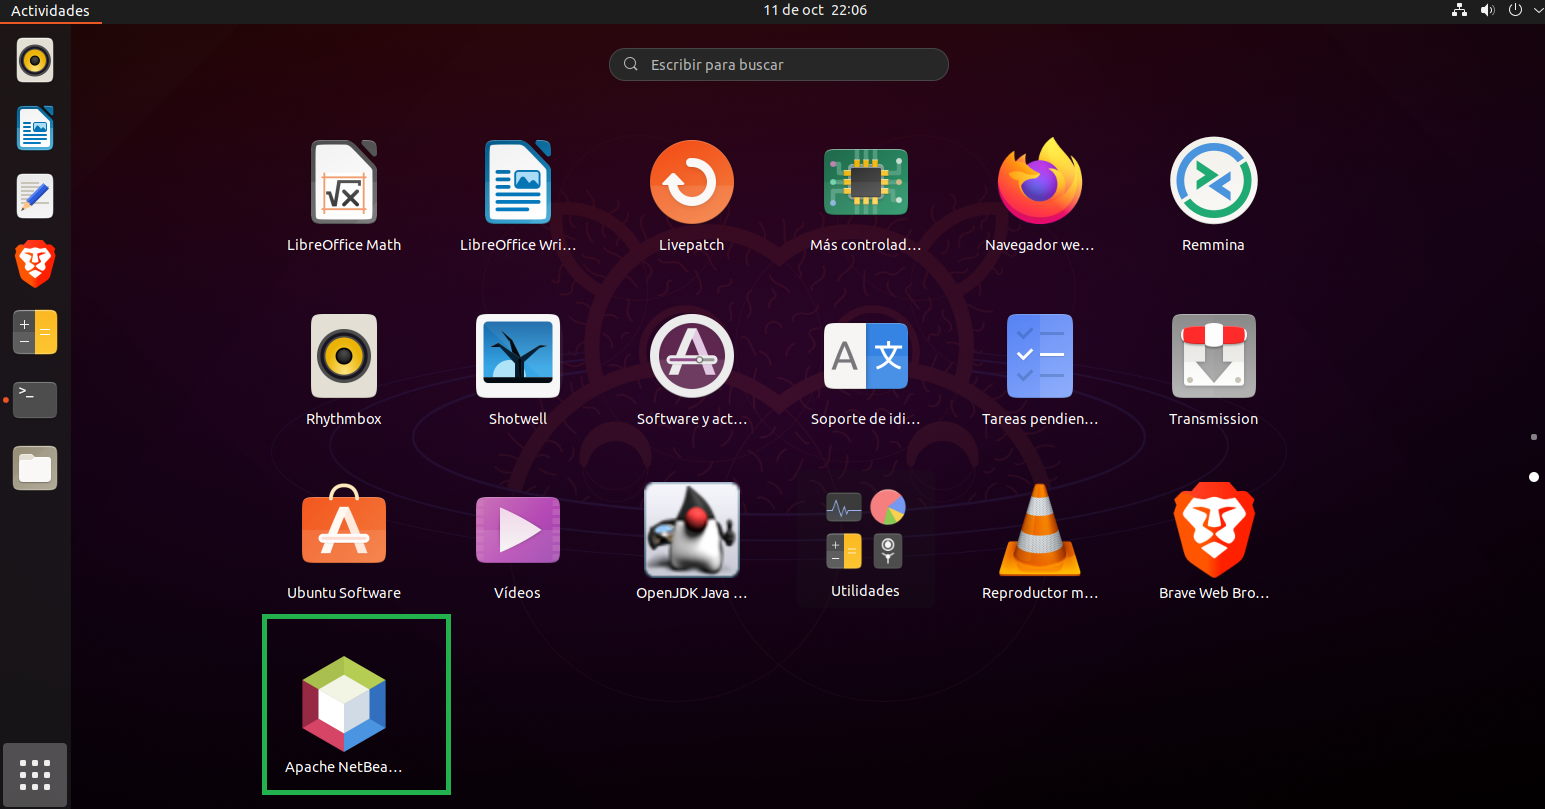 Actividades
11 de oct 22:06
Escribir para buscar
LibreOffice Math
LibreOffice Wri...
Livepatch
Más controlad...
Navegador we...
Remmina
Rhythmbox
Shotwell
Software y act...
Soporte de idi...
Tareas pendien...
Transmission
Ubuntu Software
Vídeos
OpenJDK Java ...
Utilidades
Reproductor m...
Brave Web Bro...
Apache NetBea...